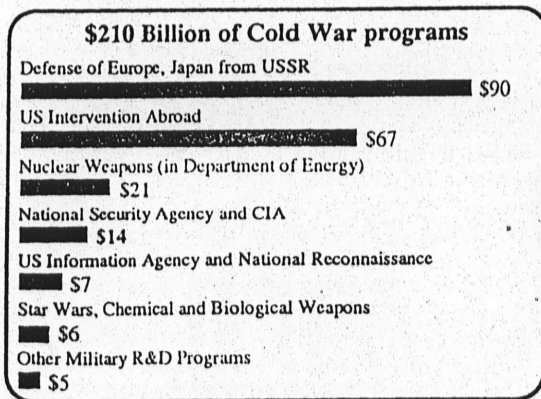 $210 Billion of Cold War programs
Defense of Europe, Japan from USSR
$90
US Intervention Abroad
$67
Nuclear Weapons (in Department of Energy)
$21
National Security Agency and CIA
$14
US Information Agency and National Reconnaissance
$7
Star Wars, Chemical and Biological Weapons
$6
Other Military R&D Programs
$5